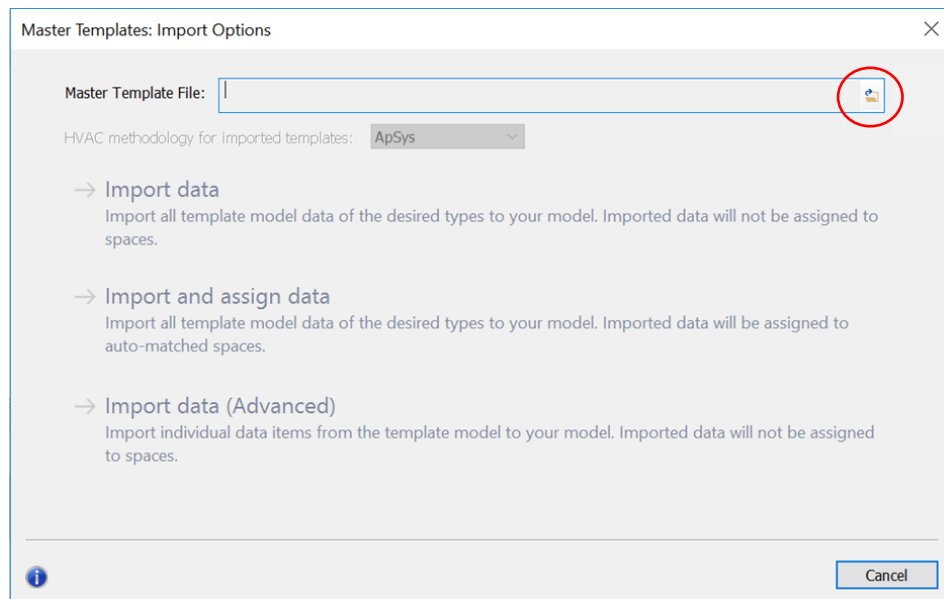 Master Templates: Import Options
Master Template File:
HVAC methodology for imported templates: ApSys
Import data
Import all template model data of the desired types to your model. Imported data will not be assigned to
spaces.
Import and assign data
Import all template model data of the desired types to your model. Imported data will be assigned to
auto-matched spaces.
Import data (Advanced)
Import individual data items from the template model to your model. Imported data will not be assigned
to spaces.
Cancel